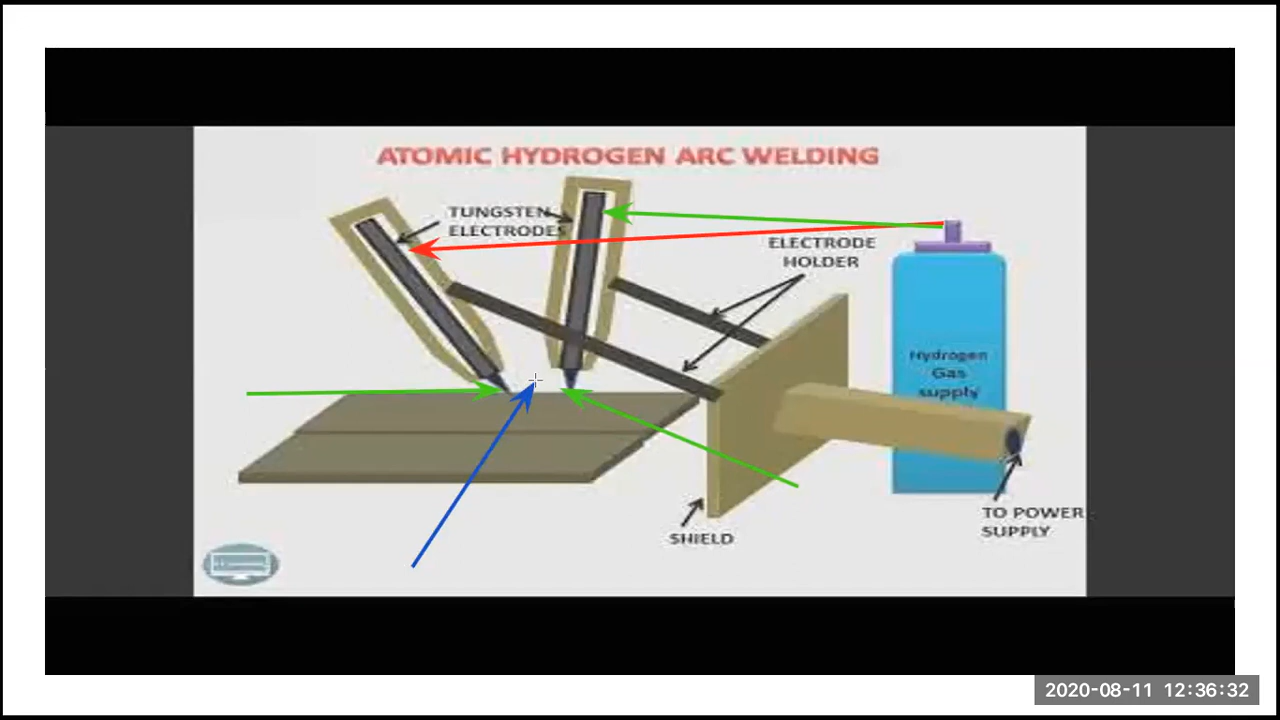 ATOMIC HYDROGEN ARC WELDING
TUNGSTEN
ELECTRODES
ELECTRODE
HOLDER
Hydrogen
Gas
supply
TO POWER
SUPPLY
SHIELD
2020-08-11 12:36:32